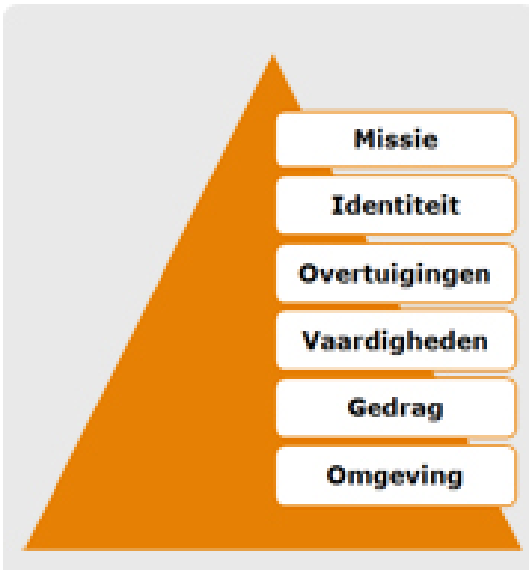 Missie
Identiteit
Overtuigingen
Vaardigheden
Gedrag
Omgeving